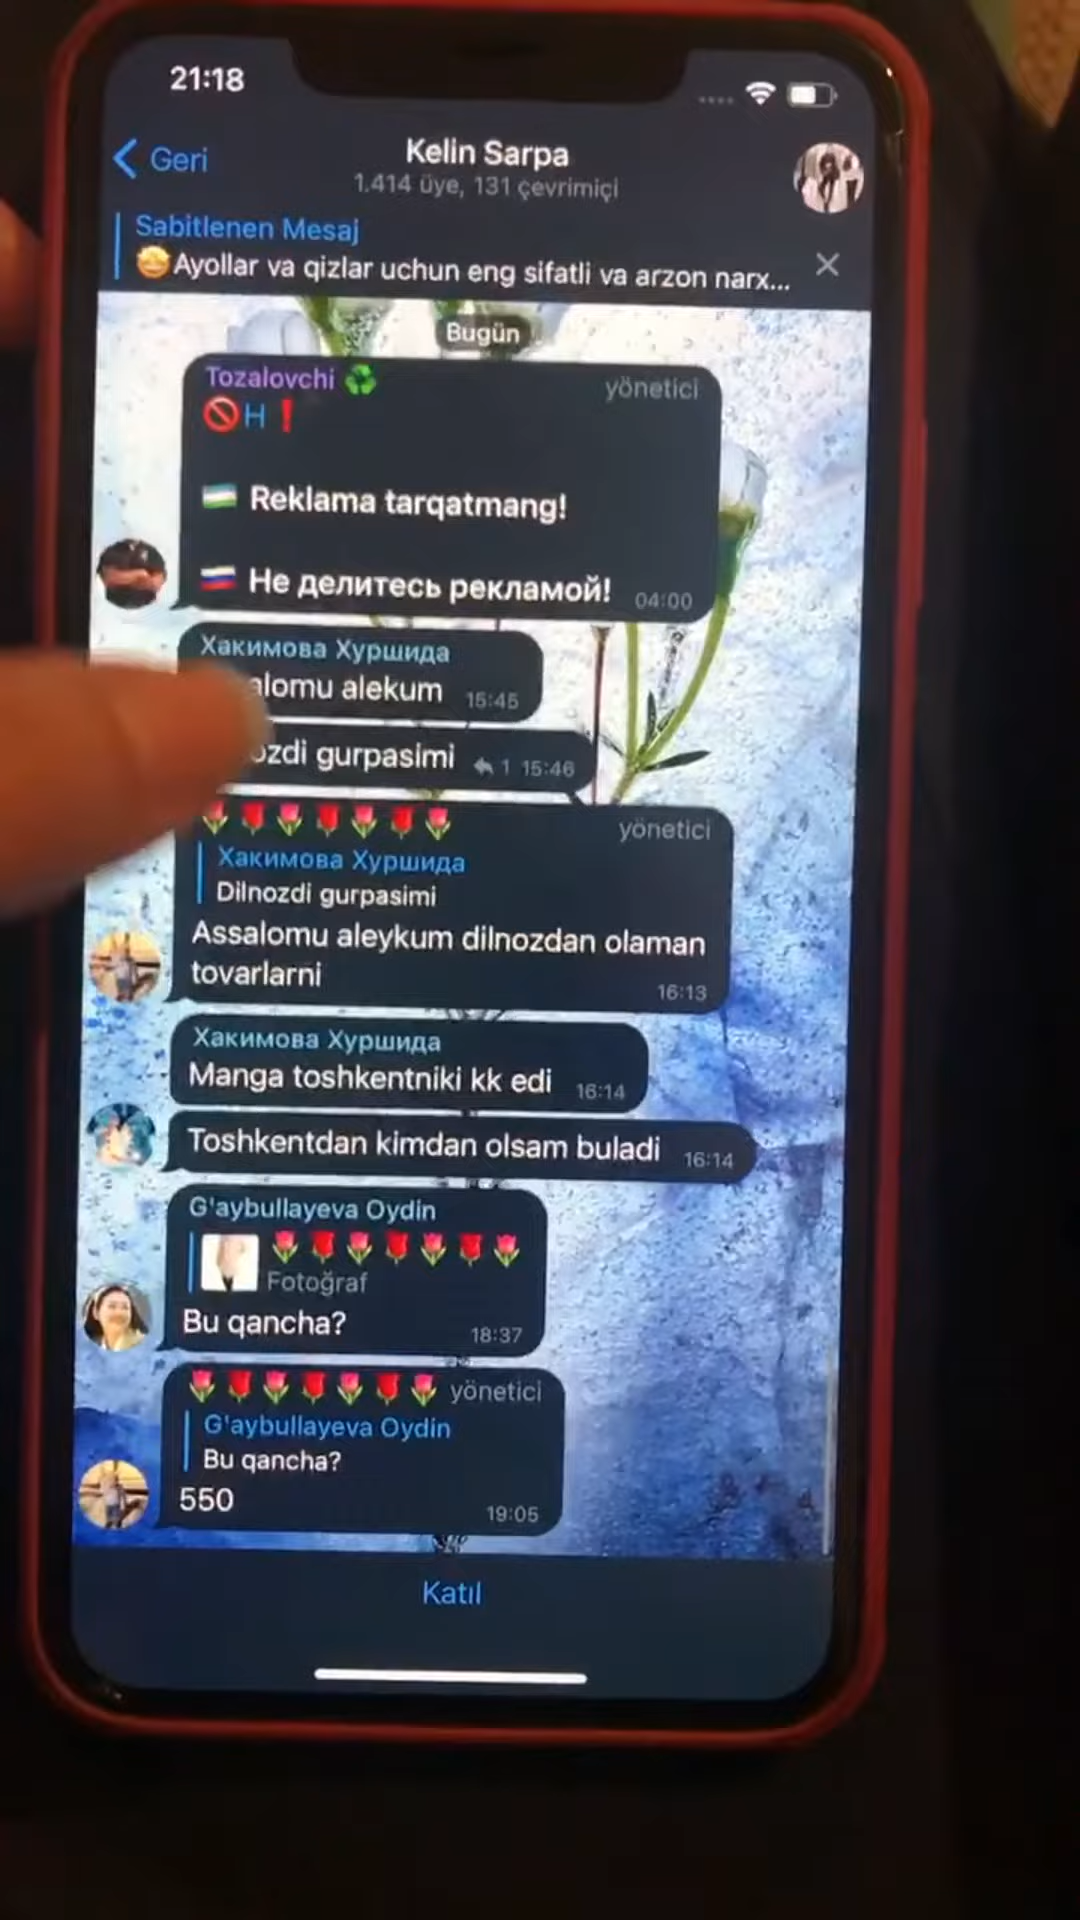 21:18
Geri
Kelin Sarpa
1.414 üye, 131 çevrimiçi
Sabitlenen Mesaj
🤩Ayollar va qizlar uchun eng sifatli va arzon narx...
Bugün
Tozalovchi ♻️ yönetici
🚫H❗
🇺🇿 Reklama tarqatmang!
🇷🇺 Не делитесь рекламой! 04:00
Хакимова Хуршида
alomu alekum 15:45
ozdi gurpasimi 1 15:46
🌷🌹🌷🌹🌷🌹🌷 yönetici
Хакимова Хуршида
Dilnozdi gurpasimi
Assalomu aleykum dilnozdan olaman
tovarlarni 16:13
Хакимова Хуршида
Manga toshkentniki kk edi 16:14
Toshkentdan kimdan olsam buladi 16:14
G'aybullayeva Oydin
🌷🌹🌷🌹🌷🌹🌷
Fotoğraf
Bu qancha? 18:37
🌷🌹🌷🌹🌷🌹🌷 yönetici
G'aybullayeva Oydin
Bu qancha?
550 19:05
Katıl